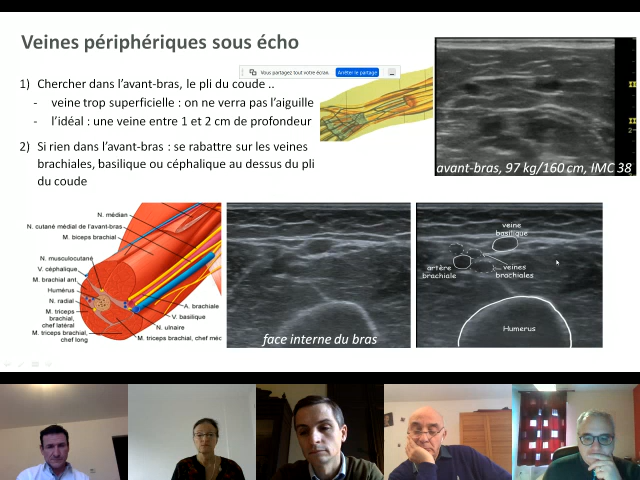 Veines périphériques sous écho
Vous partagez tout votre écran.
Arrêter le partage
1) Chercher dans l'avant-bras, le pli du coude ..
- veine trop superficielle : on ne verra pas l'aiguille
- l'idéal : une veine entre 1 et 2 cm de profondeur
2) Si rien dans l'avant-bras : se rabattre sur les veines
brachiales, basilique ou céphalique au dessus du pli
du coude
2
avant-bras, 97 kg/160 cm, IMC 38
N. médian
N. cutané médial de l'avant-bras
M. biceps brachial
N. musculocutané
V. céphalique
M. brachial ant.
Humérus
N. radial
M. triceps
brachial,
chef latéral
M. triceps brachial,
chef long
A. brachiale
V. basilique
N. ulnaire
M. triceps brachial, chef méd
face interne du bras
veine
basilique
artère
brachiale
veines
brachiales
Humerus